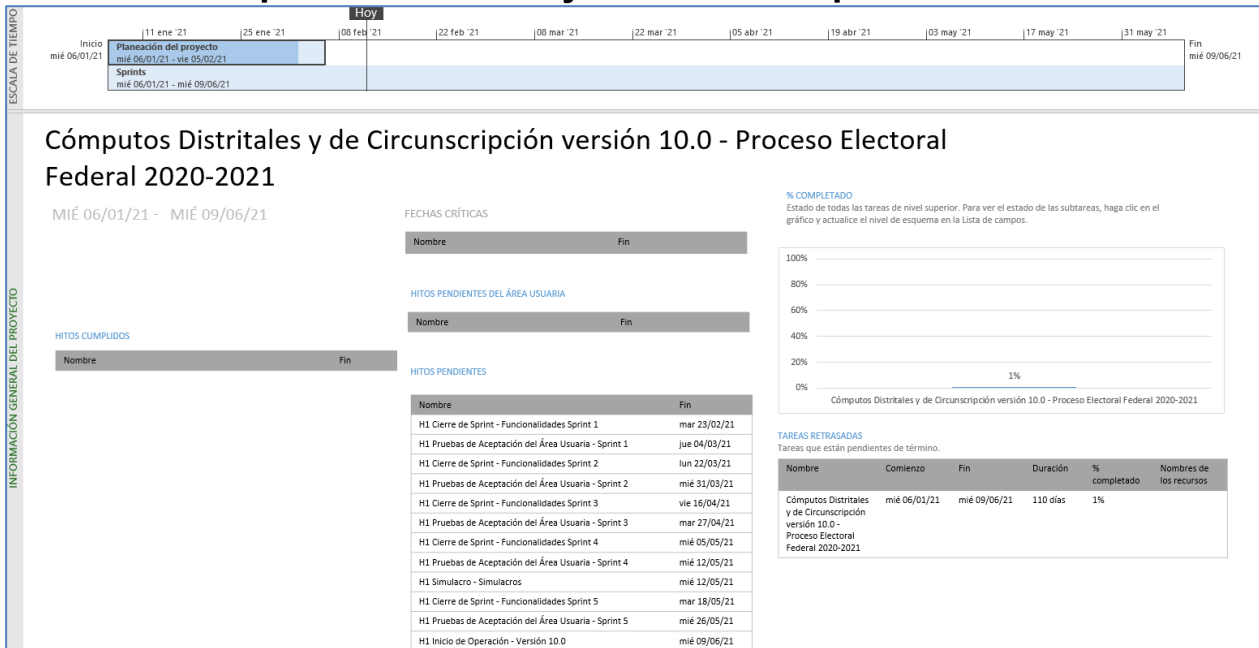 ESCALA DE TIEMPO
Hoy
11 ene '21 25 ene '21 08 feb '21 22 feb '21 08 mar '21 22 mar '21 05 abr '21 19 abr '21 03 may '21 17 may '21 31 may '21
Inicio
mié 06/01/21
Planeación del proyecto
mié 06/01/21 - vie 05/02/21
Sprints
mié 06/01/21 - mié 09/06/21
Fin
mié 09/06/21
INFORMACIÓN GENERAL DEL PROYECTO
Cómputos Distritales y de Circunscripción versión 10.0 - Proceso Electoral
Federal 2020-2021
MIÉ 06/01/21 - MIÉ 09/06/21
HITOS CUMPLIDOS
Nombre Fin
FECHAS CRÍTICAS
Nombre Fin
HITOS PENDIENTES DEL ÁREA USUARIA
Nombre Fin
HITOS PENDIENTES
Nombre Fin
H1 Cierre de Sprint - Funcionalidades Sprint 1 mar 23/02/21
H1 Pruebas de Aceptación del Área Usuaria - Sprint 1 jue 04/03/21
H1 Cierre de Sprint - Funcionalidades Sprint 2 lun 22/03/21
H1 Pruebas de Aceptación del Área Usuaria - Sprint 2 mié 31/03/21
H1 Cierre de Sprint - Funcionalidades Sprint 3 vie 16/04/21
H1 Pruebas de Aceptación del Área Usuaria - Sprint 3 mar 27/04/21
H1 Cierre de Sprint - Funcionalidades Sprint 4 mié 05/05/21
H1 Pruebas de Aceptación del Área Usuaria - Sprint 4 mié 12/05/21
H1 Simulacro - Simulacros mié 12/05/21
H1 Cierre de Sprint - Funcionalidades Sprint 5 mar 18/05/21
H1 Pruebas de Aceptación del Área Usuaria - Sprint 5 mié 26/05/21
H1 Inicio de Operación - Versión 10.0 mié 09/06/21
% COMPLETADO
Estado de todas las tareas de nivel superior. Para ver el estado de las subtareas, haga clic en el
gráfico y actualice el nivel de esquema en la Lista de campos.
100%
80%
60%
40%
20%
0%
1%
Cómputos Distritales y de Circunscripción versión 10.0 - Proceso Electoral Federal 2020-2021
TAREAS RETRASADAS
Tareas que están pendientes de término.
Nombre Comienzo Fin Duración % completado Nombres de los recursos
Cómputos Distritales mié 06/01/21 mié 09/06/21 110 días 1%
y de Circunscripción
versión 10.0 -
Proceso Electoral
Federal 2020-2021